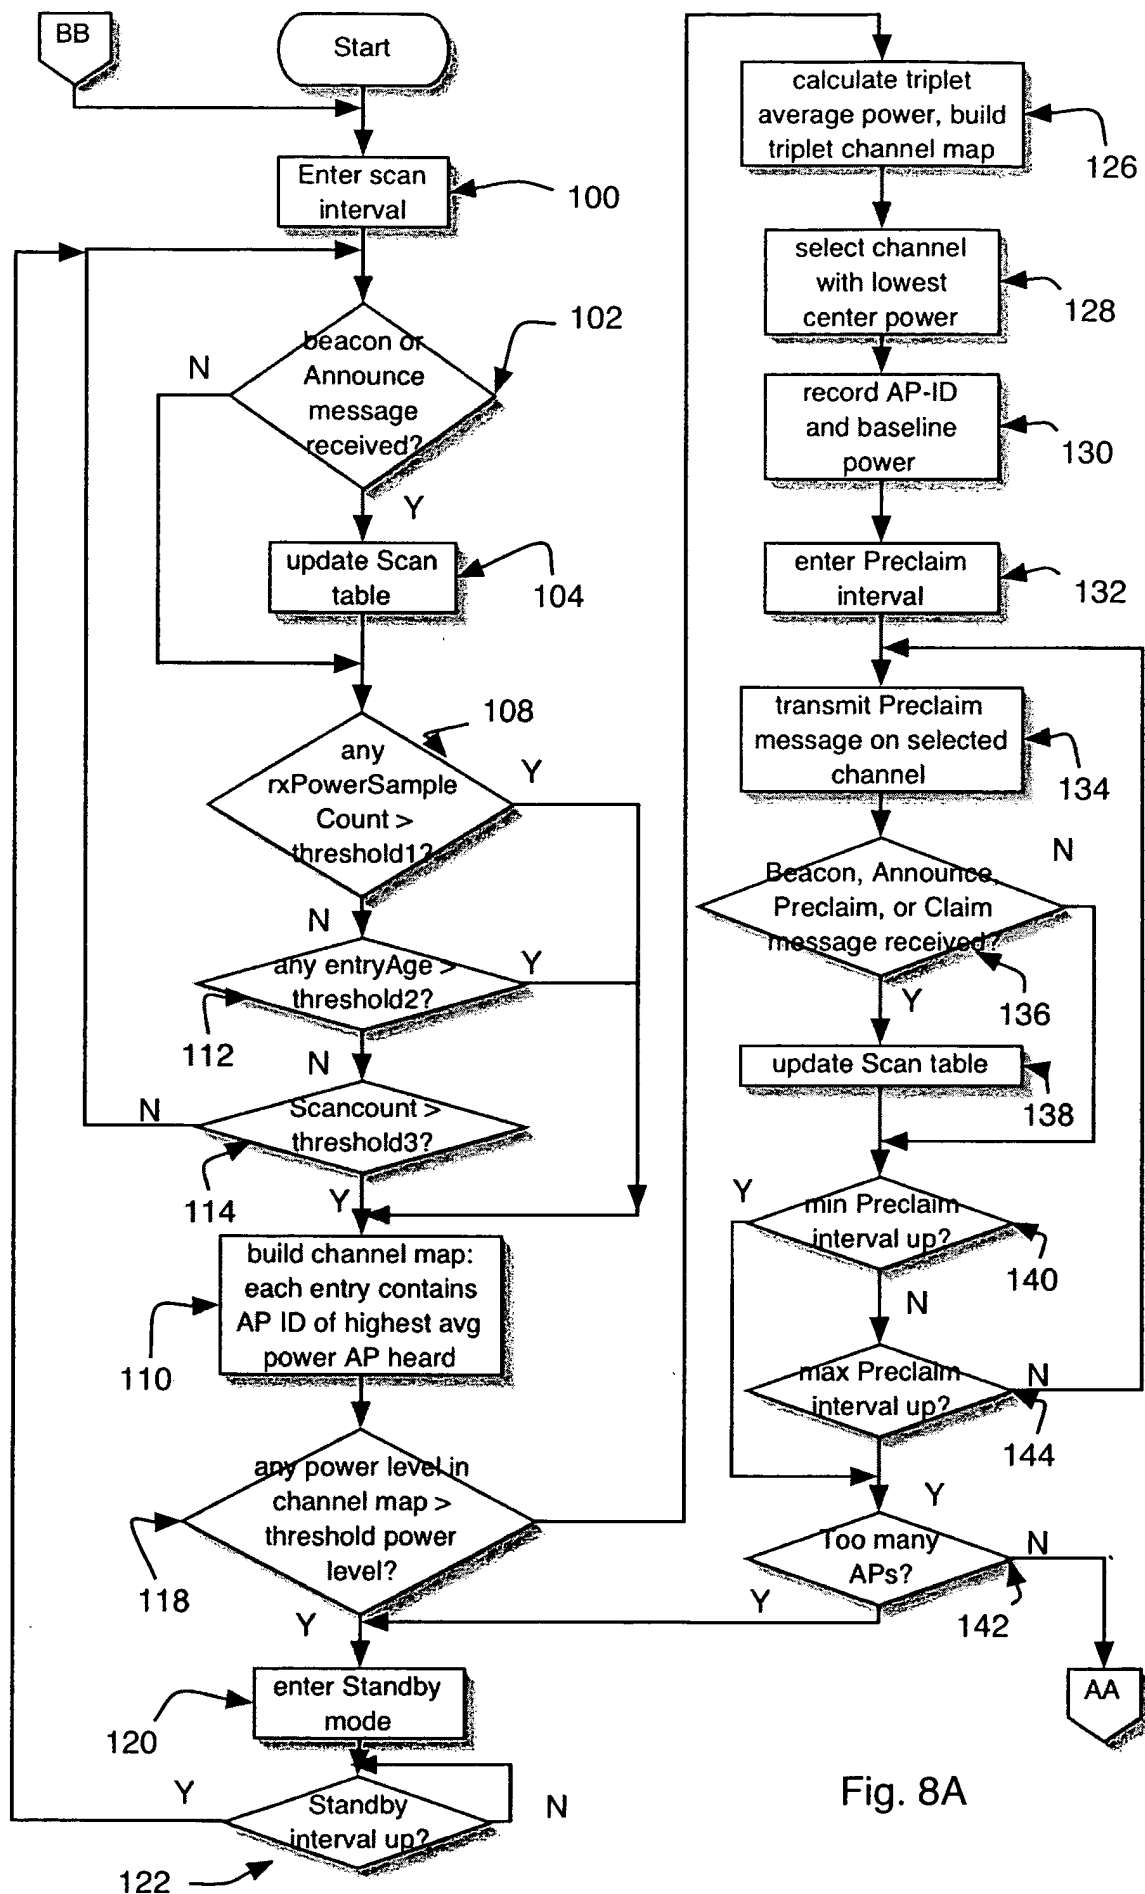 BB
Start
Enter scan
interval
100
beacon or
Announce
message
received?
102
N
Y
update Scan
table
104
any
rxPowerSample
Count >
threshold1?
108
Y
N
any entryAge >
threshold2?
Y
112
N
Scancount >
threshold3?
N
114
Y
build channel map:
each entry contains
AP ID of highest avg
power AP heard
110
any power level in
channel map >
threshold power
level?
118
Y
enter Standby
mode
120
Y
Standby
interval up?
N
122
calculate triplet
average power, build
triplet channel map
126
select channel
with lowest
center power
128
record AP-ID
and baseline
power
130
enter Preclaim
interval
132
transmit Preclaim
message on selected
channel
134
N
Beacon, Announce,
Preclaim, or Claim
message received?
136
Y
update Scan table
138
Y
min Preclaim
interval up?
140
N
max Preclaim
interval up?
N
144
Y
Too many
APs?
N
Y
142
AA
Fig. 8A